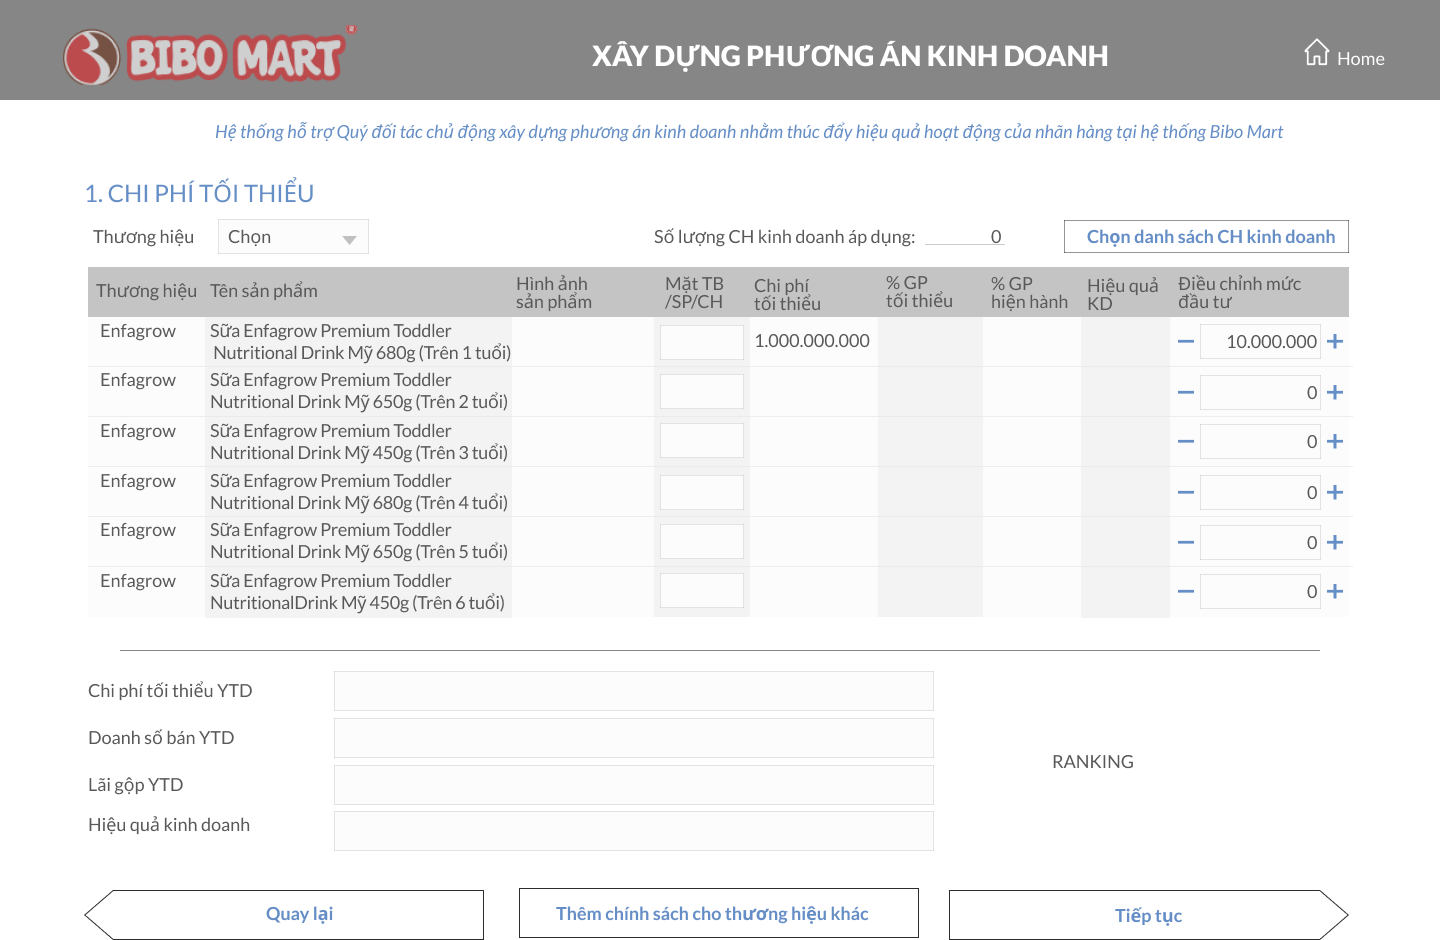 BIBO MART
XÂY DỰNG PHƯƠNG ÁN KINH DOANH
Home
Hệ thống hỗ trợ Quý đối tác chủ động xây dựng phương án kinh doanh nhằm thúc đẩy hiệu quả hoạt động của nhãn hàng tại hệ thống Bibo Mart
1. CHI PHÍ TỐI THIỂU
Thương hiệu
Chọn
Số lượng CH kinh doanh áp dụng: 0
Chọn danh sách CH kinh doanh
Thương hiệu
Tên sản phẩm
Hình ảnh
sản phẩm
Mặt TB
/SP/CH
Chi phí
tối thiểu
% GP
tối thiểu
% GP
hiện hành
Hiệu quả
KD
Điều chỉnh mức
đầu tư
Enfagrow
Sữa Enfagrow Premium Toddler
Nutritional Drink Mỹ 680g (Trên 1 tuổi)
1.000.000.000
− 10.000.000 +
Enfagrow
Sữa Enfagrow Premium Toddler
Nutritional Drink Mỹ 650g (Trên 2 tuổi)
− 0 +
Enfagrow
Sữa Enfagrow Premium Toddler
Nutritional Drink Mỹ 450g (Trên 3 tuổi)
− 0 +
Enfagrow
Sữa Enfagrow Premium Toddler
Nutritional Drink Mỹ 680g (Trên 4 tuổi)
− 0 +
Enfagrow
Sữa Enfagrow Premium Toddler
Nutritional Drink Mỹ 650g (Trên 5 tuổi)
− 0 +
Enfagrow
Sữa Enfagrow Premium Toddler
NutritionalDrink Mỹ 450g (Trên 6 tuổi)
− 0 +
Chi phí tối thiểu YTD
Doanh số bán YTD
Lãi gộp YTD
Hiệu quả kinh doanh
RANKING
Quay lại
Thêm chính sách cho thương hiệu khác
Tiếp tục